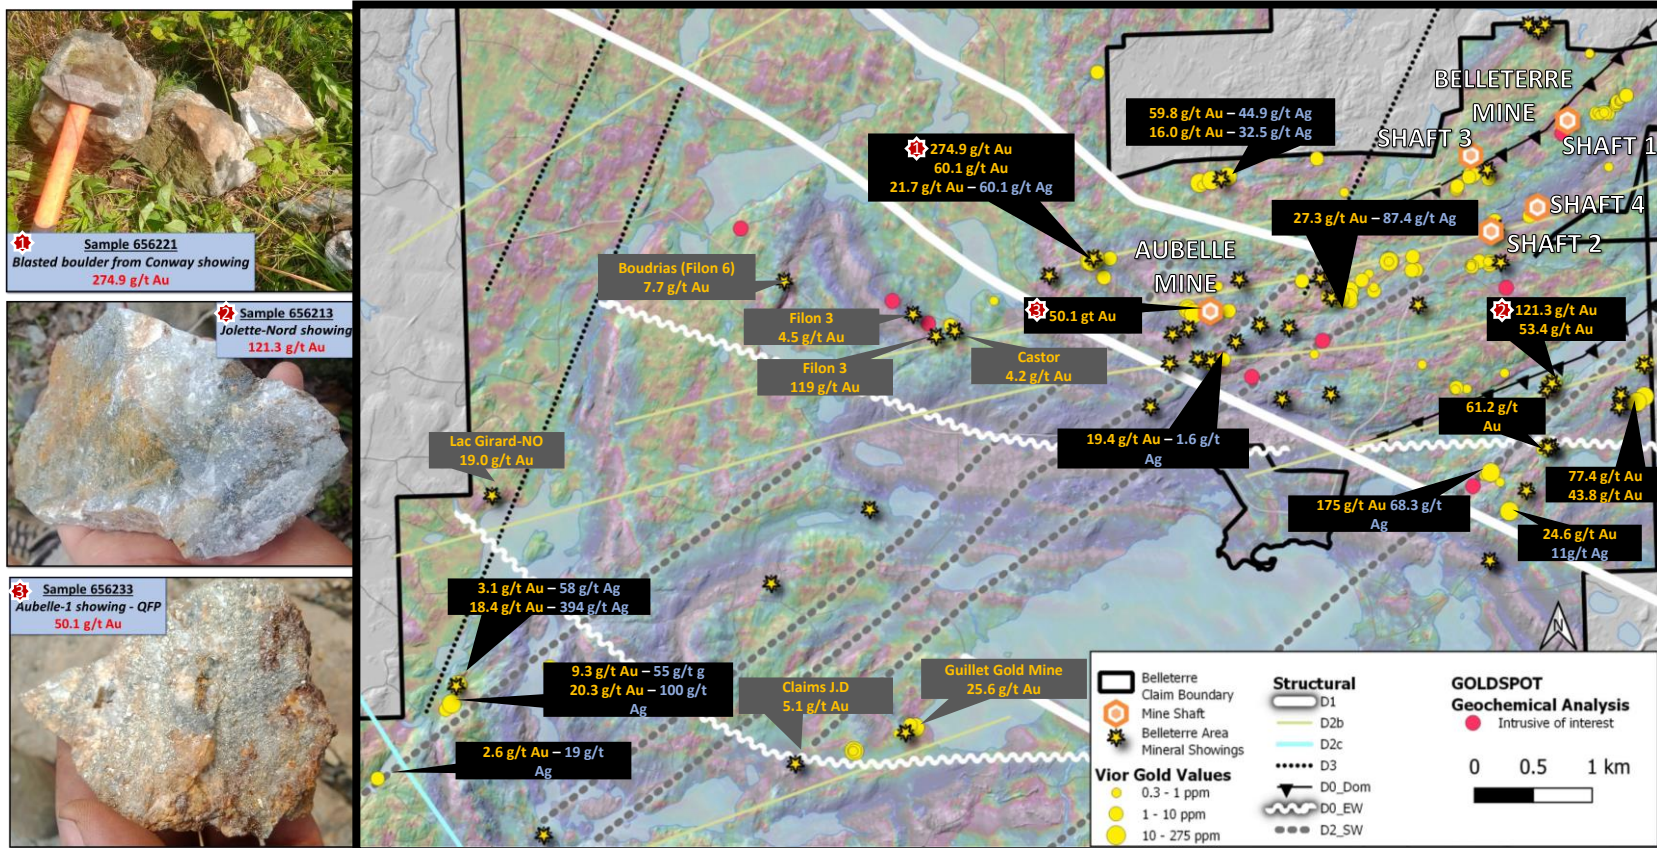 1
Sample 656221
Blasted boulder from Conway showing
274.9 g/t Au
2
Sample 656213
Jolette-Nord showing
121.3 g/t Au
3
Sample 656233
Aubelle-1 showing - QFP
50.1 g/t Au
BELLETERRE
MINE
SHAFT 3
SHAFT 1
SHAFT 4
SHAFT 2
59.8 g/t Au – 44.9 g/t Ag
16.0 g/t Au – 32.5 g/t Ag
1 274.9 g/t Au
60.1 g/t Au
21.7 g/t Au – 60.1 g/t Ag
27.3 g/t Au – 87.4 g/t Ag
AUBELLE
MINE
Boudrias (Filon 6)
7.7 g/t Au
3 50.1 gt Au
2 121.3 g/t Au
53.4 g/t Au
Filon 3
4.5 g/t Au
Filon 3
119 g/t Au
Castor
4.2 g/t Au
61.2 g/t
Au
19.4 g/t Au – 1.6 g/t
Ag
Lac Girard-NO
19.0 g/t Au
77.4 g/t Au
43.8 g/t Au
175 g/t Au 68.3 g/t
Ag
24.6 g/t Au
11g/t Ag
3.1 g/t Au – 58 g/t Ag
18.4 g/t Au – 394 g/t Ag
9.3 g/t Au – 55 g/t g
20.3 g/t Au – 100 g/t
Ag
Claims J.D
5.1 g/t Au
Guillet Gold Mine
25.6 g/t Au
2.6 g/t Au – 19 g/t
Ag
N
Belleterre
Claim Boundary
Mine Shaft
Belleterre Area
Mineral Showings
Vior Gold Values
0.3 - 1 ppm
1 - 10 ppm
10 - 275 ppm
Structural
D1
D2b
D2c
D3
D0_Dom
D0_EW
D2_SW
GOLDSPOT
Geochemical Analysis
Intrusive of interest
0 0.5 1 km